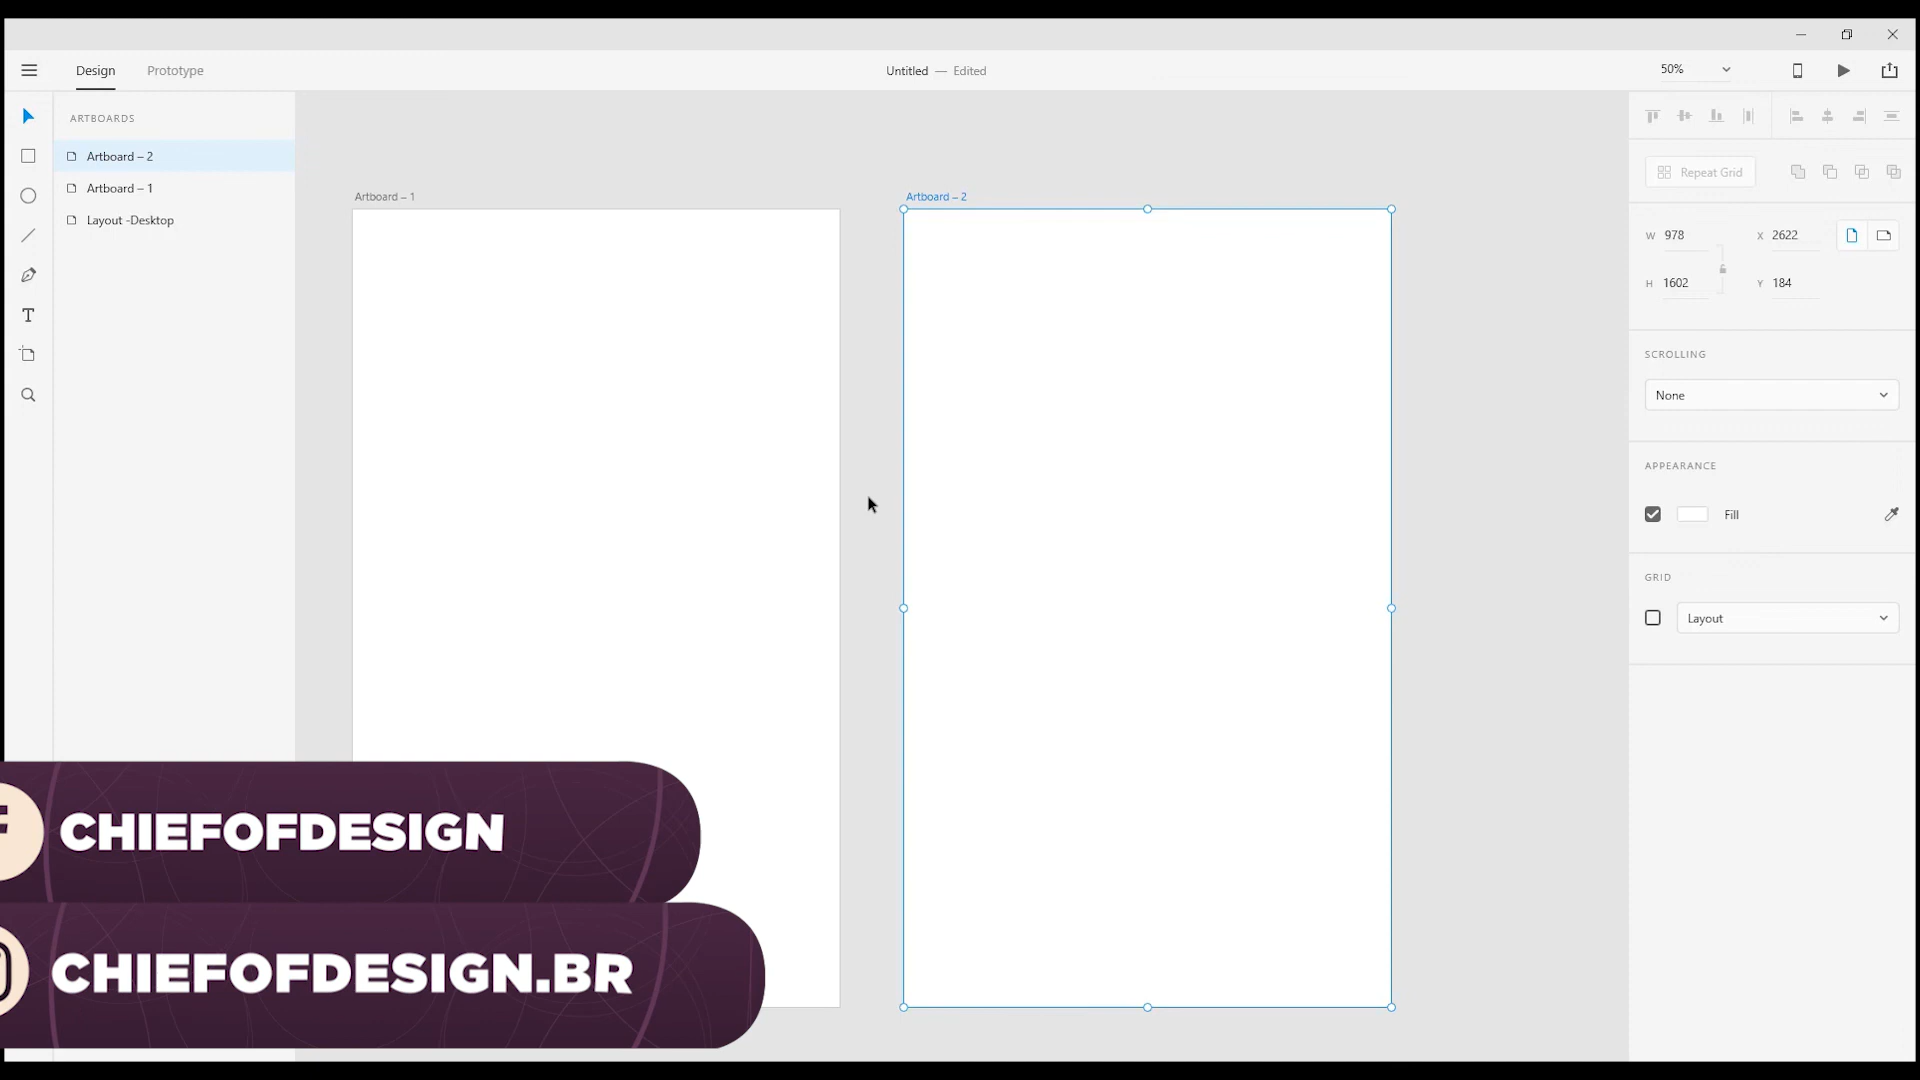 Design
Prototype
Untitled — Edited
50%
ARTBOARDS
Artboard – 2
Artboard – 1
Layout -Desktop
Artboard – 1
Artboard – 2
Repeat Grid
W 978
X 2622
H 1602
Y 184
SCROLLING
None
APPEARANCE
Fill
GRID
Layout
CHIEFOFDESIGN
CHIEFOFDESIGN.BR